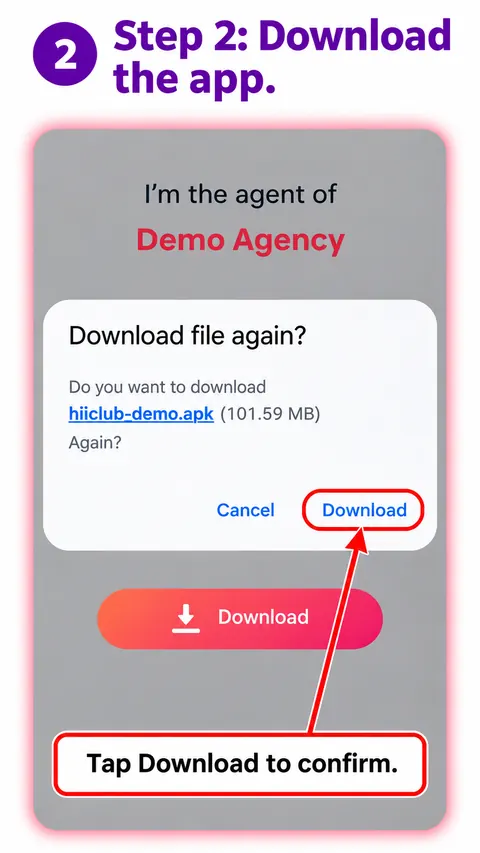 2
Step 2: Download
the app.
I'm the agent of
Demo Agency
Download file again?
Do you want to download
hiiclub-demo.apk (101.59 MB)
Again?
Cancel
Download
Download
Tap Download to confirm.